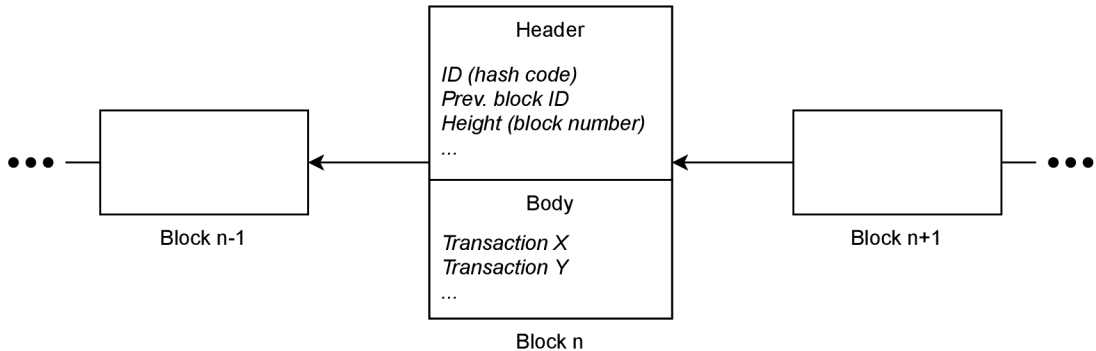 Header
ID (hash code)
Prev. block ID
Height (block number)
...
Body
Transaction X
Transaction Y
...
Block n-1
Block n
Block n+1